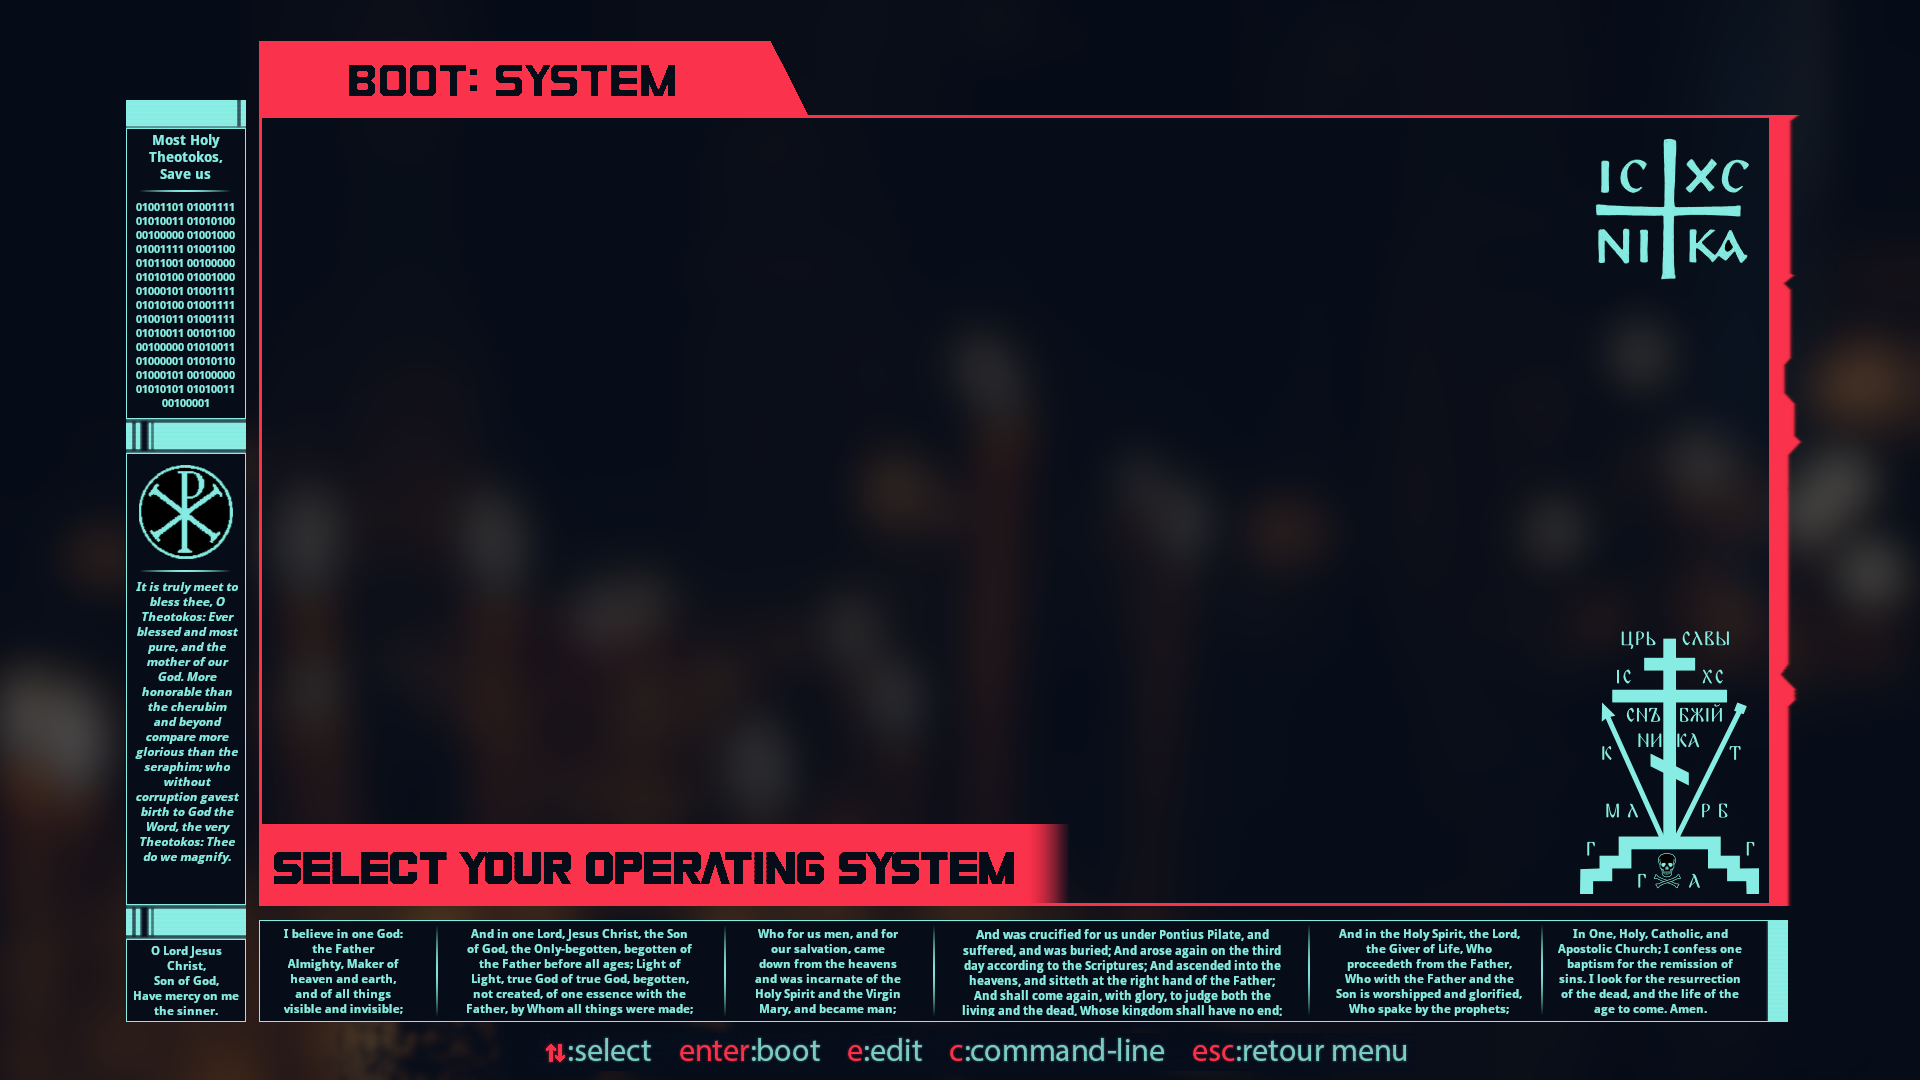 BOOT: SYSTEM
Most Holy
Theotokos,
Save us
01001101 01001111
01010011 01010100
00100000 01001000
01001111 01001100
01011001 00100000
01010100 01001000
01000101 01001111
01010100 01001111
01001011 01001111
01010011 00101100
00100000 01010011
01000001 01010110
01000101 00100000
01010101 01010011
00100001
It is truly meet to
bless thee, O
Theotokos: Ever
blessed and most
pure, and the
mother of our
God. More
honorable than
the cherubim
and beyond
compare more
glorious than the
seraphim; who
without
corruption gavest
birth to God the
Word, the very
Theotokos: Thee
do we magnify.
O Lord Jesus
Christ,
Son of God,
Have mercy on me
the sinner.
IC XC
NI KA
ЦРЬ СЛВЫ
IC XC
СНЪ БЖІЙ
NИ КА
К Т
М Л Р Б
Г Г
Г А
SELECT YOUR OPERATING SYSTEM
I believe in one God:
the Father
Almighty, Maker of
heaven and earth,
and of all things
visible and invisible;
And in one Lord, Jesus Christ, the Son
of God, the Only-begotten, begotten of
the Father before all ages; Light of
Light, true God of true God, begotten,
not created, of one essence with the
Father, by Whom all things were made;
Who for us men, and for
our salvation, came
down from the heavens
and was incarnate of the
Holy Spirit and the Virgin
Mary, and became man;
And was crucified for us under Pontius Pilate, and
suffered, and was buried; And arose again on the third
day according to the Scriptures; And ascended into the
heavens, and sitteth at the right hand of the Father;
And shall come again, with glory, to judge both the
living and the dead, Whose kingdom shall have no end;
And in the Holy Spirit, the Lord,
the Giver of Life, Who
proceedeth from the Father,
Who with the Father and the
Son is worshipped and glorified,
Who spake by the prophets;
In One, Holy, Catholic, and
Apostolic Church; I confess one
baptism for the remission of
sins. I look for the resurrection
of the dead, and the life of the
age to come. Amen.
⇅:select enter:boot e:edit c:command-line esc:retour menu